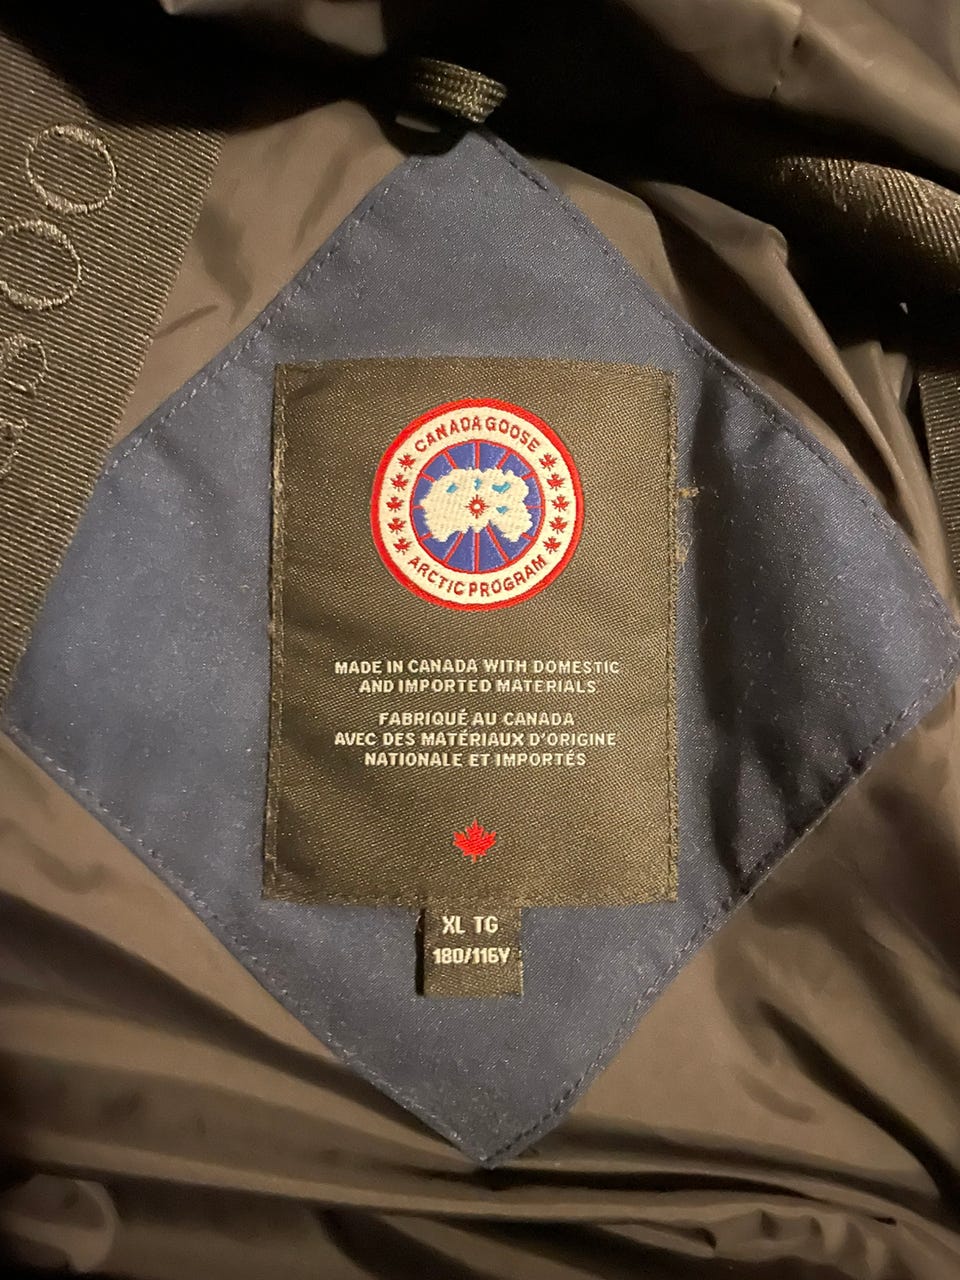 CANADA GOOSE
ARCTIC PROGRAM
MADE IN CANADA WITH DOMESTIC
AND IMPORTED MATERIALS
FABRIQUÉ AU CANADA
AVEC DES MATÉRIAUX D'ORIGINE
NATIONALE ET IMPORTÉS
XL TG
180/116Y